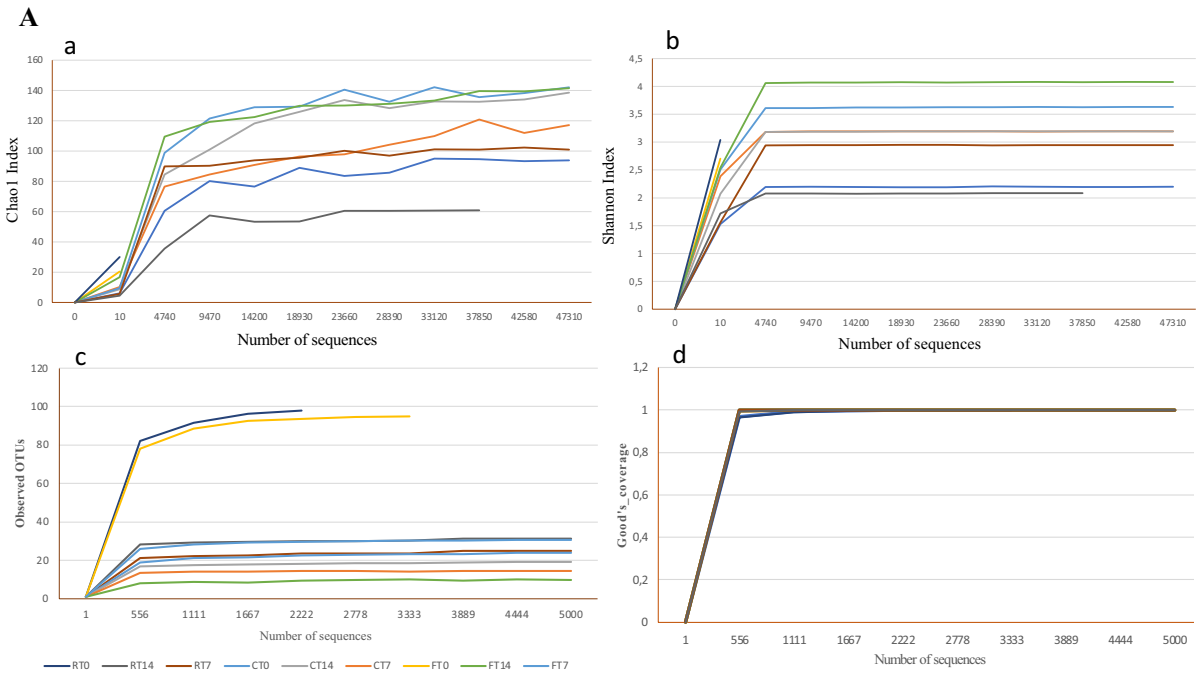 A
a
160
140
120
100
80
60
40
20
0
Chao1 Index
0 10 4740 9470 14200 18930 23660 28390 33120 37850 42580 47310
Number of sequences
b
4,5
4
3,5
3
2,5
2
1,5
1
0,5
0
Shannon Index
0 10 4740 9470 14200 18930 23660 28390 33120 37850 42580 47310
Number of sequences
c
120
100
80
60
40
20
0
Observed OTUs
1 556 1111 1667 2222 2778 3333 3889 4444 5000
Number of sequences
d
1,2
1
0,8
0,6
0,4
0,2
0
Good's_coverage
1 556 1111 1667 2222 2778 3333 3889 4444 5000
Number of sequences
RT0 RT14 RT7 CT0 CT14 CT7 FT0 FT14 FT7